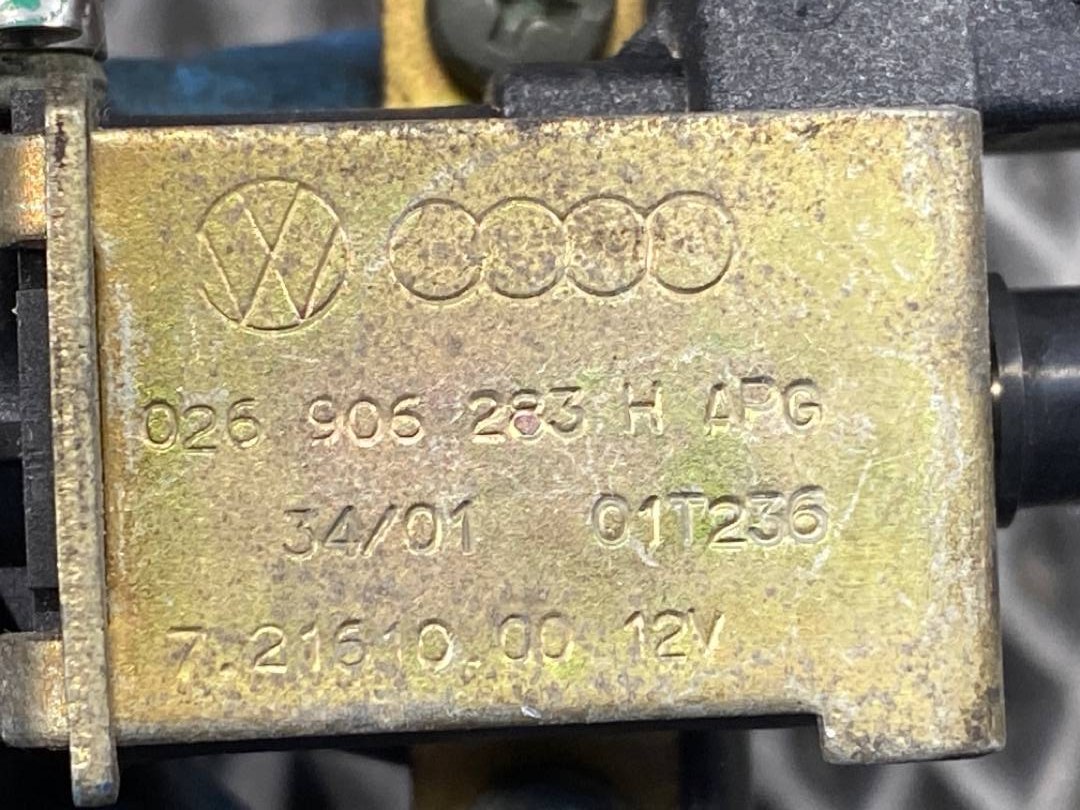 026 906 283 H APG
34/01 01T236
7.21610.00 12V